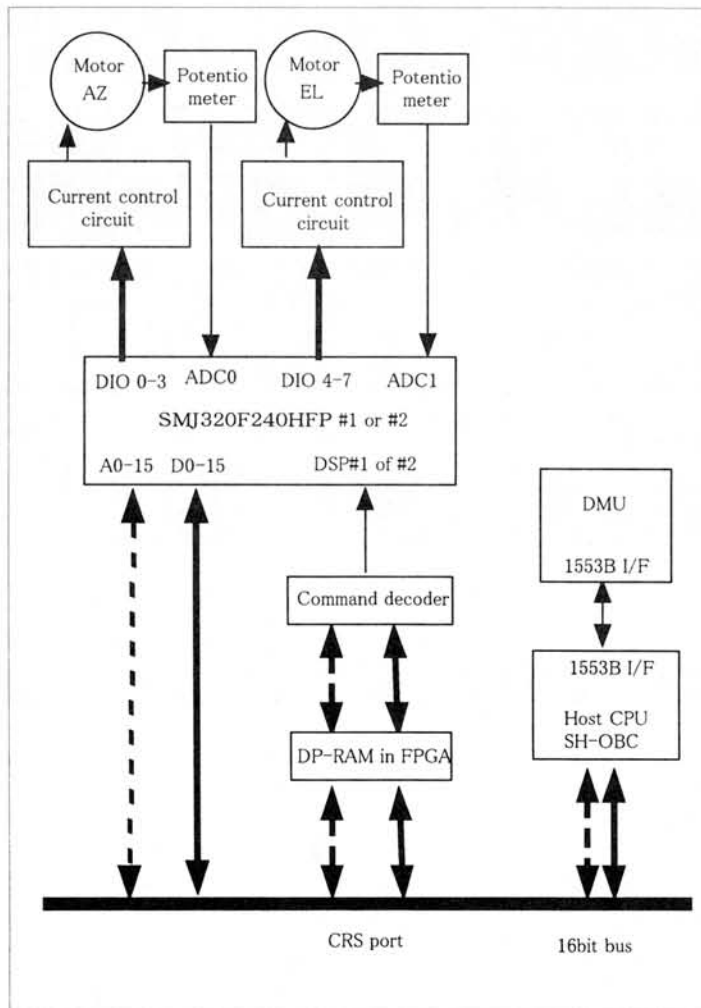 Motor
AZ
Potentio
meter
Motor
EL
Potentio
meter
Current control
circuit
Current control
circuit
DIO 0-3
ADC0
DIO 4-7
ADC1
SMJ320F240HFP #1 or #2
A0-15
D0-15
DSP#1 of #2
DMU
1553B I/F
Command decoder
1553B I/F
Host CPU
SH-OBC
DP-RAM in FPGA
CRS port
16bit bus